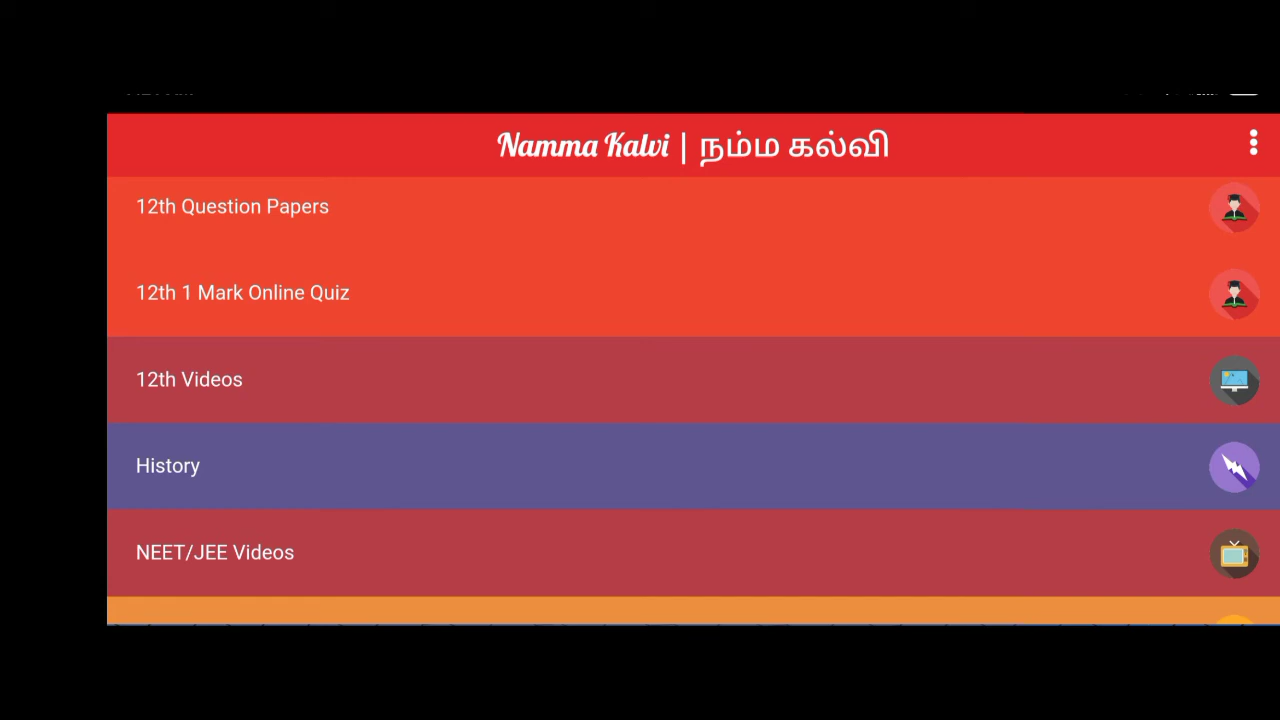 Namma Kalvi | நம்ம கல்வி
12th Question Papers
12th 1 Mark Online Quiz
12th Videos
History
NEET/JEE Videos